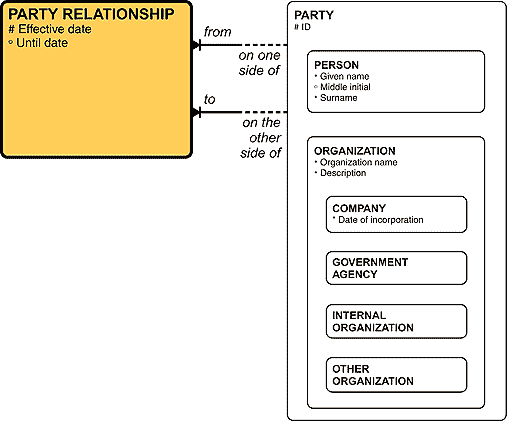 PARTY RELATIONSHIP
# Effective date
° Until date
from
on one
side of
to
on the
other
side of
PARTY
# ID
PERSON
• Given name
○ Middle initial
• Surname
ORGANIZATION
• Organization name
• Description
COMPANY
* Date of incorporation
GOVERNMENT
AGENCY
INTERNAL
ORGANIZATION
OTHER
ORGANIZATION